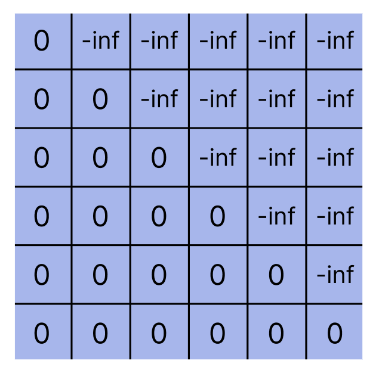 0 -inf -inf -inf -inf -inf
0 0 -inf -inf -inf -inf
0 0 0 -inf -inf -inf
0 0 0 0 -inf -inf
0 0 0 0 0 -inf
0 0 0 0 0 0